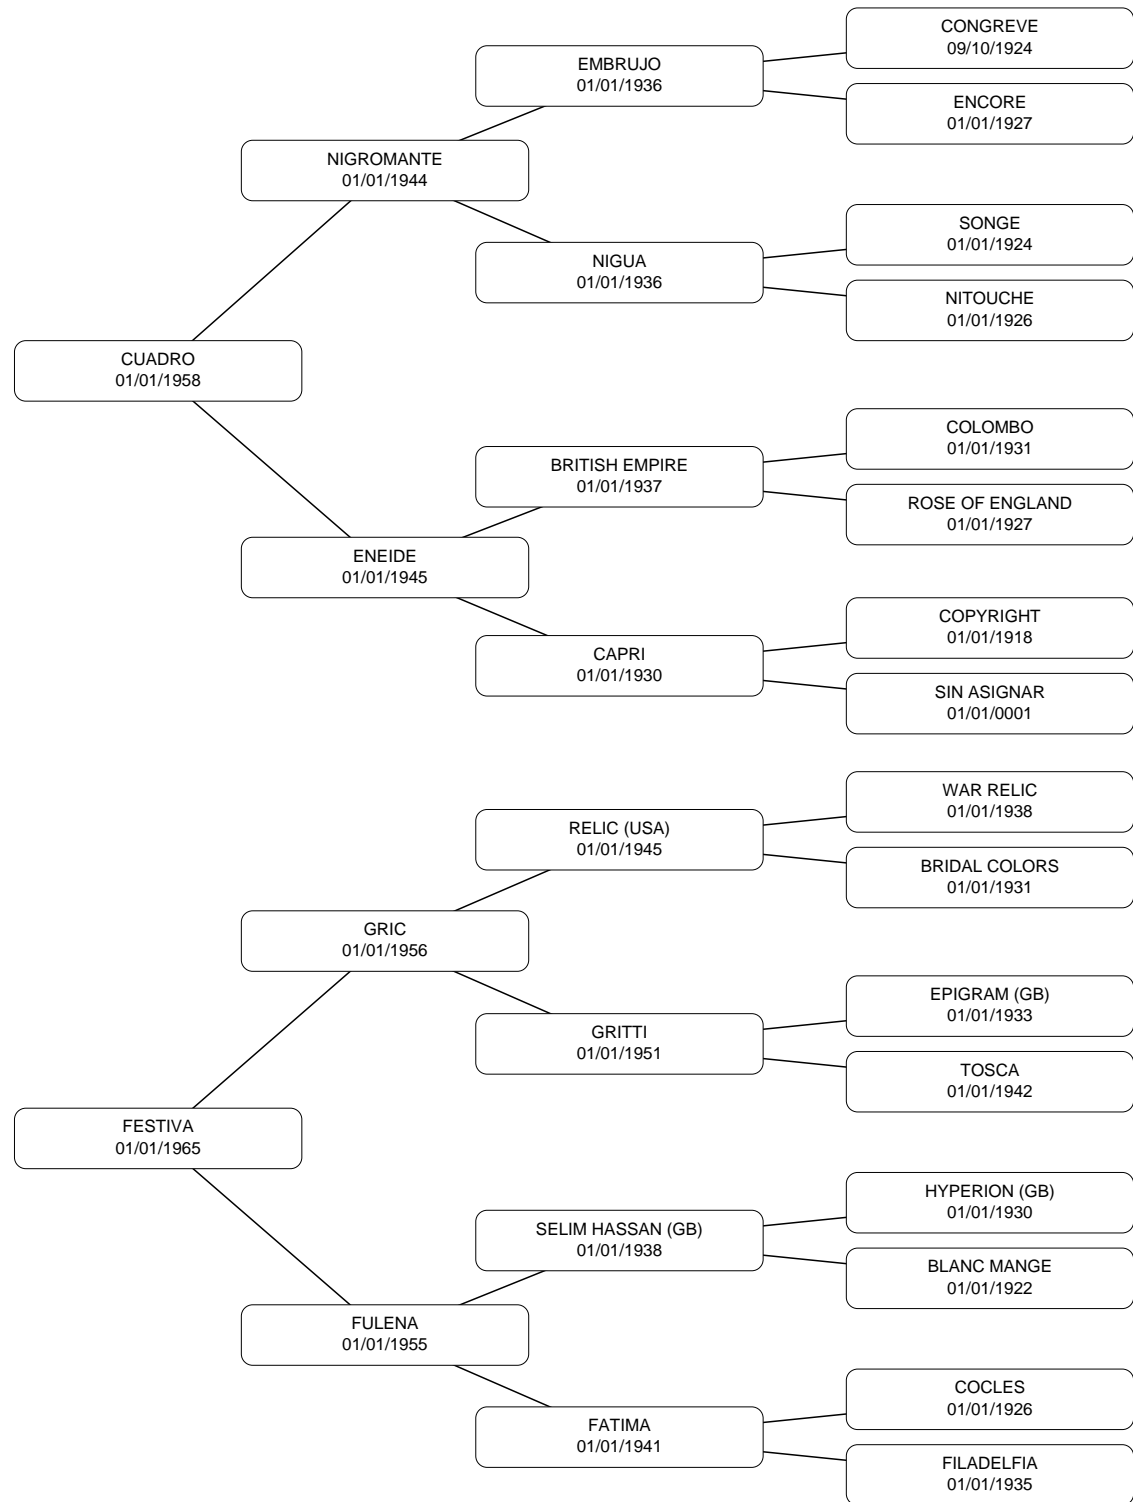 CONGREVE
09/10/1924
EMBRUJO
01/01/1936
ENCORE
01/01/1927
NIGROMANTE
01/01/1944
SONGE
01/01/1924
NIGUA
01/01/1936
NITOUCHE
01/01/1926
CUADRO
01/01/1958
COLOMBO
01/01/1931
BRITISH EMPIRE
01/01/1937
ROSE OF ENGLAND
01/01/1927
ENEIDE
01/01/1945
COPYRIGHT
01/01/1918
CAPRI
01/01/1930
SIN ASIGNAR
01/01/0001
WAR RELIC
01/01/1938
RELIC (USA)
01/01/1945
BRIDAL COLORS
01/01/1931
GRIC
01/01/1956
EPIGRAM (GB)
01/01/1933
GRITTI
01/01/1951
TOSCA
01/01/1942
FESTIVA
01/01/1965
HYPERION (GB)
01/01/1930
SELIM HASSAN (GB)
01/01/1938
BLANC MANGE
01/01/1922
FULENA
01/01/1955
COCLES
01/01/1926
FATIMA
01/01/1941
FILADELFIA
01/01/1935